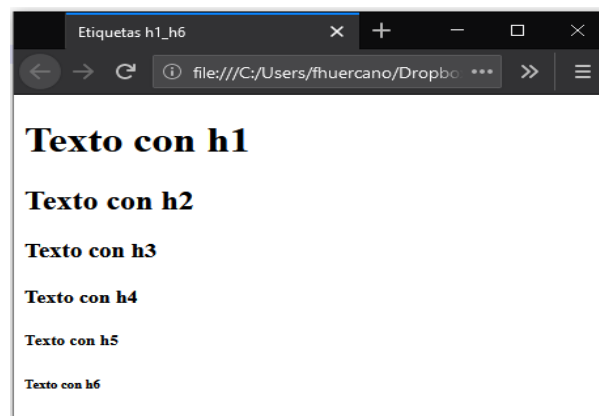 Etiquetas h1_h6
file:///C:/Users/fhuercano/Dropbo
Texto con h1
Texto con h2
Texto con h3
Texto con h4
Texto con h5
Texto con h6